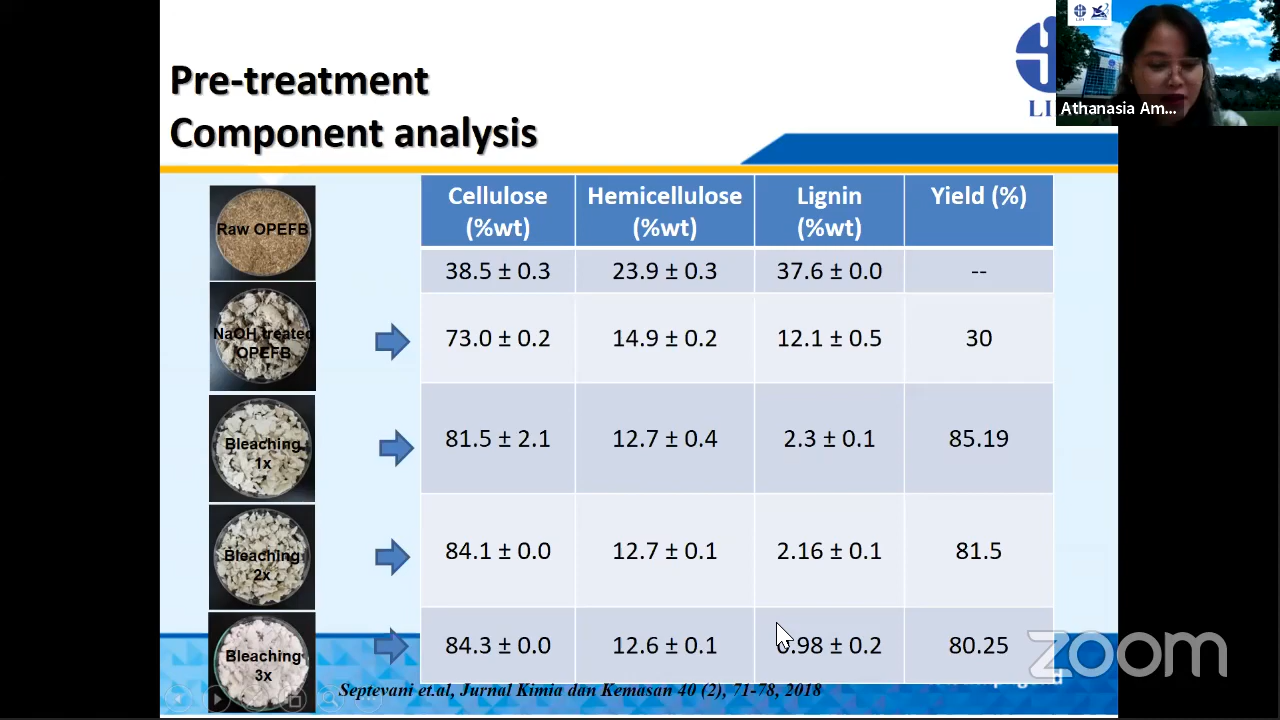 Pre-treatment
Component analysis
Athanasia Am...
Cellulose (%wt) Hemicellulose (%wt) Lignin (%wt) Yield (%)
Raw OPEFB 38.5 ± 0.3 23.9 ± 0.3 37.6 ± 0.0 --
NaOH treated OPEFB 73.0 ± 0.2 14.9 ± 0.2 12.1 ± 0.5 30
Bleaching 1x 81.5 ± 2.1 12.7 ± 0.4 2.3 ± 0.1 85.19
Bleaching 2x 84.1 ± 0.0 12.7 ± 0.1 2.16 ± 0.1 81.5
Bleaching 3x 84.3 ± 0.0 12.6 ± 0.1 .98 ± 0.2 80.25
Septevani et.al, Jurnal Kimia dan Kemasan 40 (2), 71-78, 2018
zoom